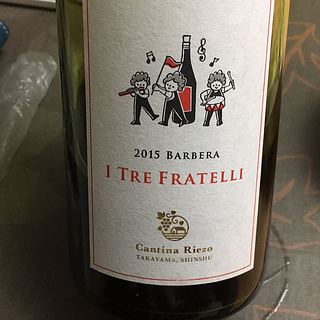 2015 BARBERA
I TRE FRATELLI
Cantina Riezo
TAKAYAMA, SHINSHU